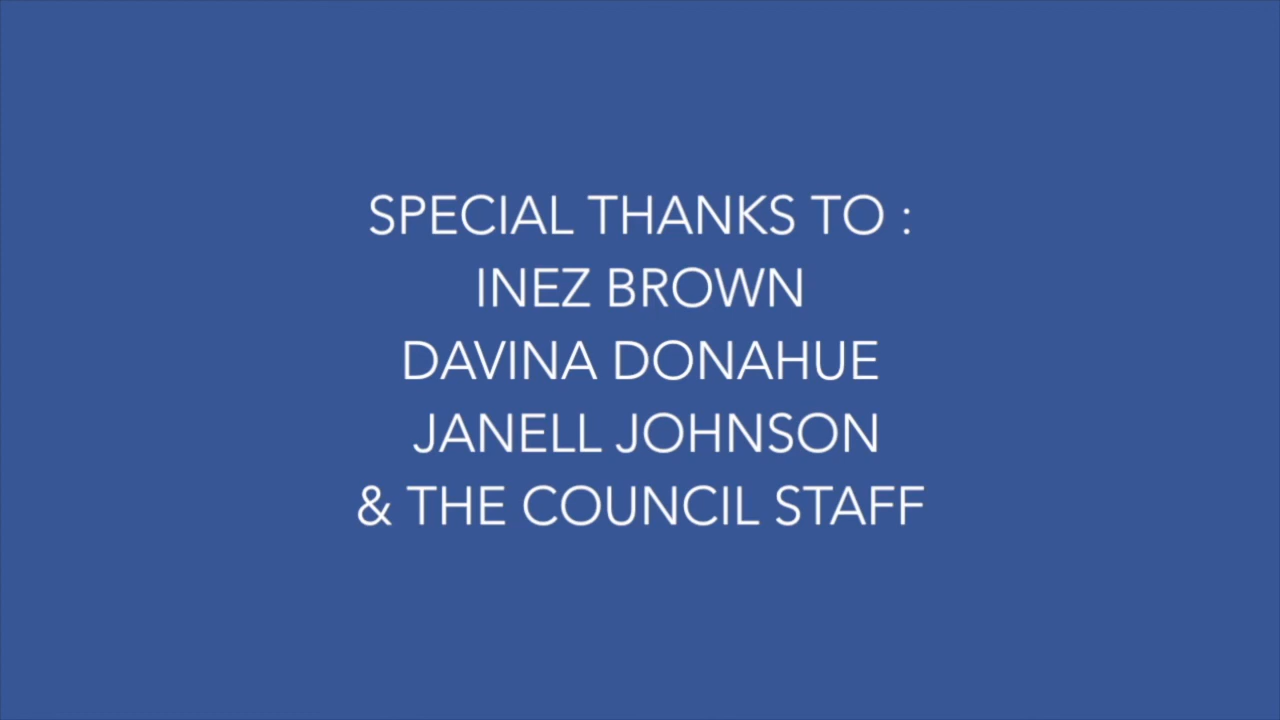 SPECIAL THANKS TO :
INEZ BROWN
DAVINA DONAHUE
JANELL JOHNSON
& THE COUNCIL STAFF